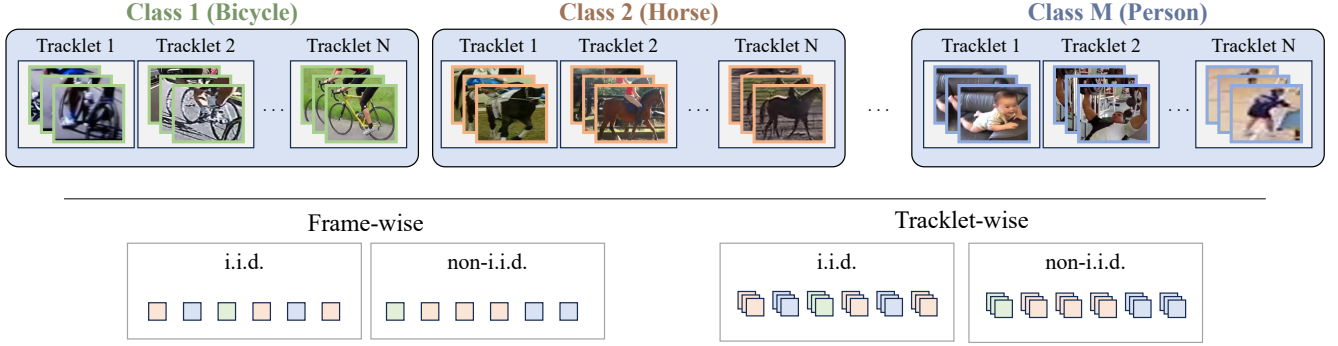 Class 1 (Bicycle) Class 2 (Horse) Class M (Person)
Tracklet 1 Tracklet 2 Tracklet N Tracklet 1 Tracklet 2 Tracklet N Tracklet 1 Tracklet 2 Tracklet N
... ... ... ... ...
Frame-wise Tracklet-wise
i.i.d. non-i.i.d. i.i.d. non-i.i.d.